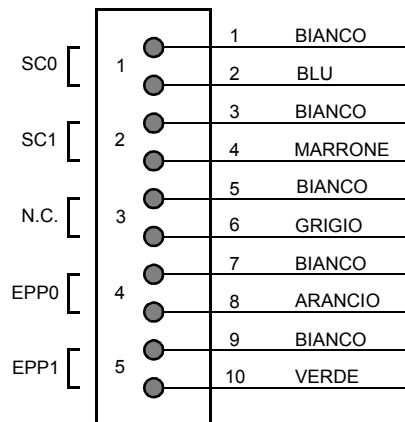 1 BIANCO
SC0 1
2 BLU
3 BIANCO
SC1 2
4 MARRONE
5 BIANCO
N.C. 3
6 GRIGIO
7 BIANCO
EPP0 4
8 ARANCIO
9 BIANCO
EPP1 5
10 VERDE